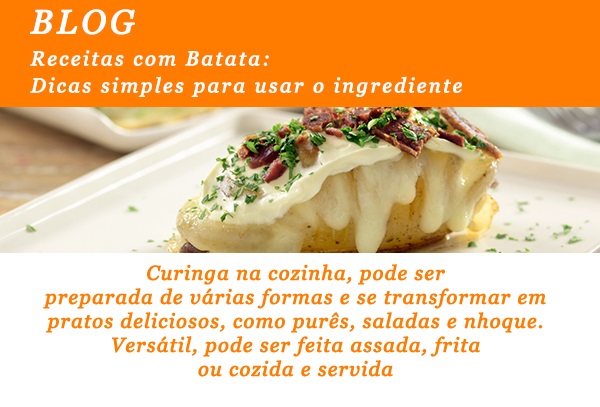 BLOG
Receitas com Batata:
Dicas simples para usar o ingrediente
Curinga na cozinha, pode ser
preparada de várias formas e se transformar em
pratos deliciosos, como purês, saladas e nhoque.
Versátil, pode ser feita assada, frita
ou cozida e servida